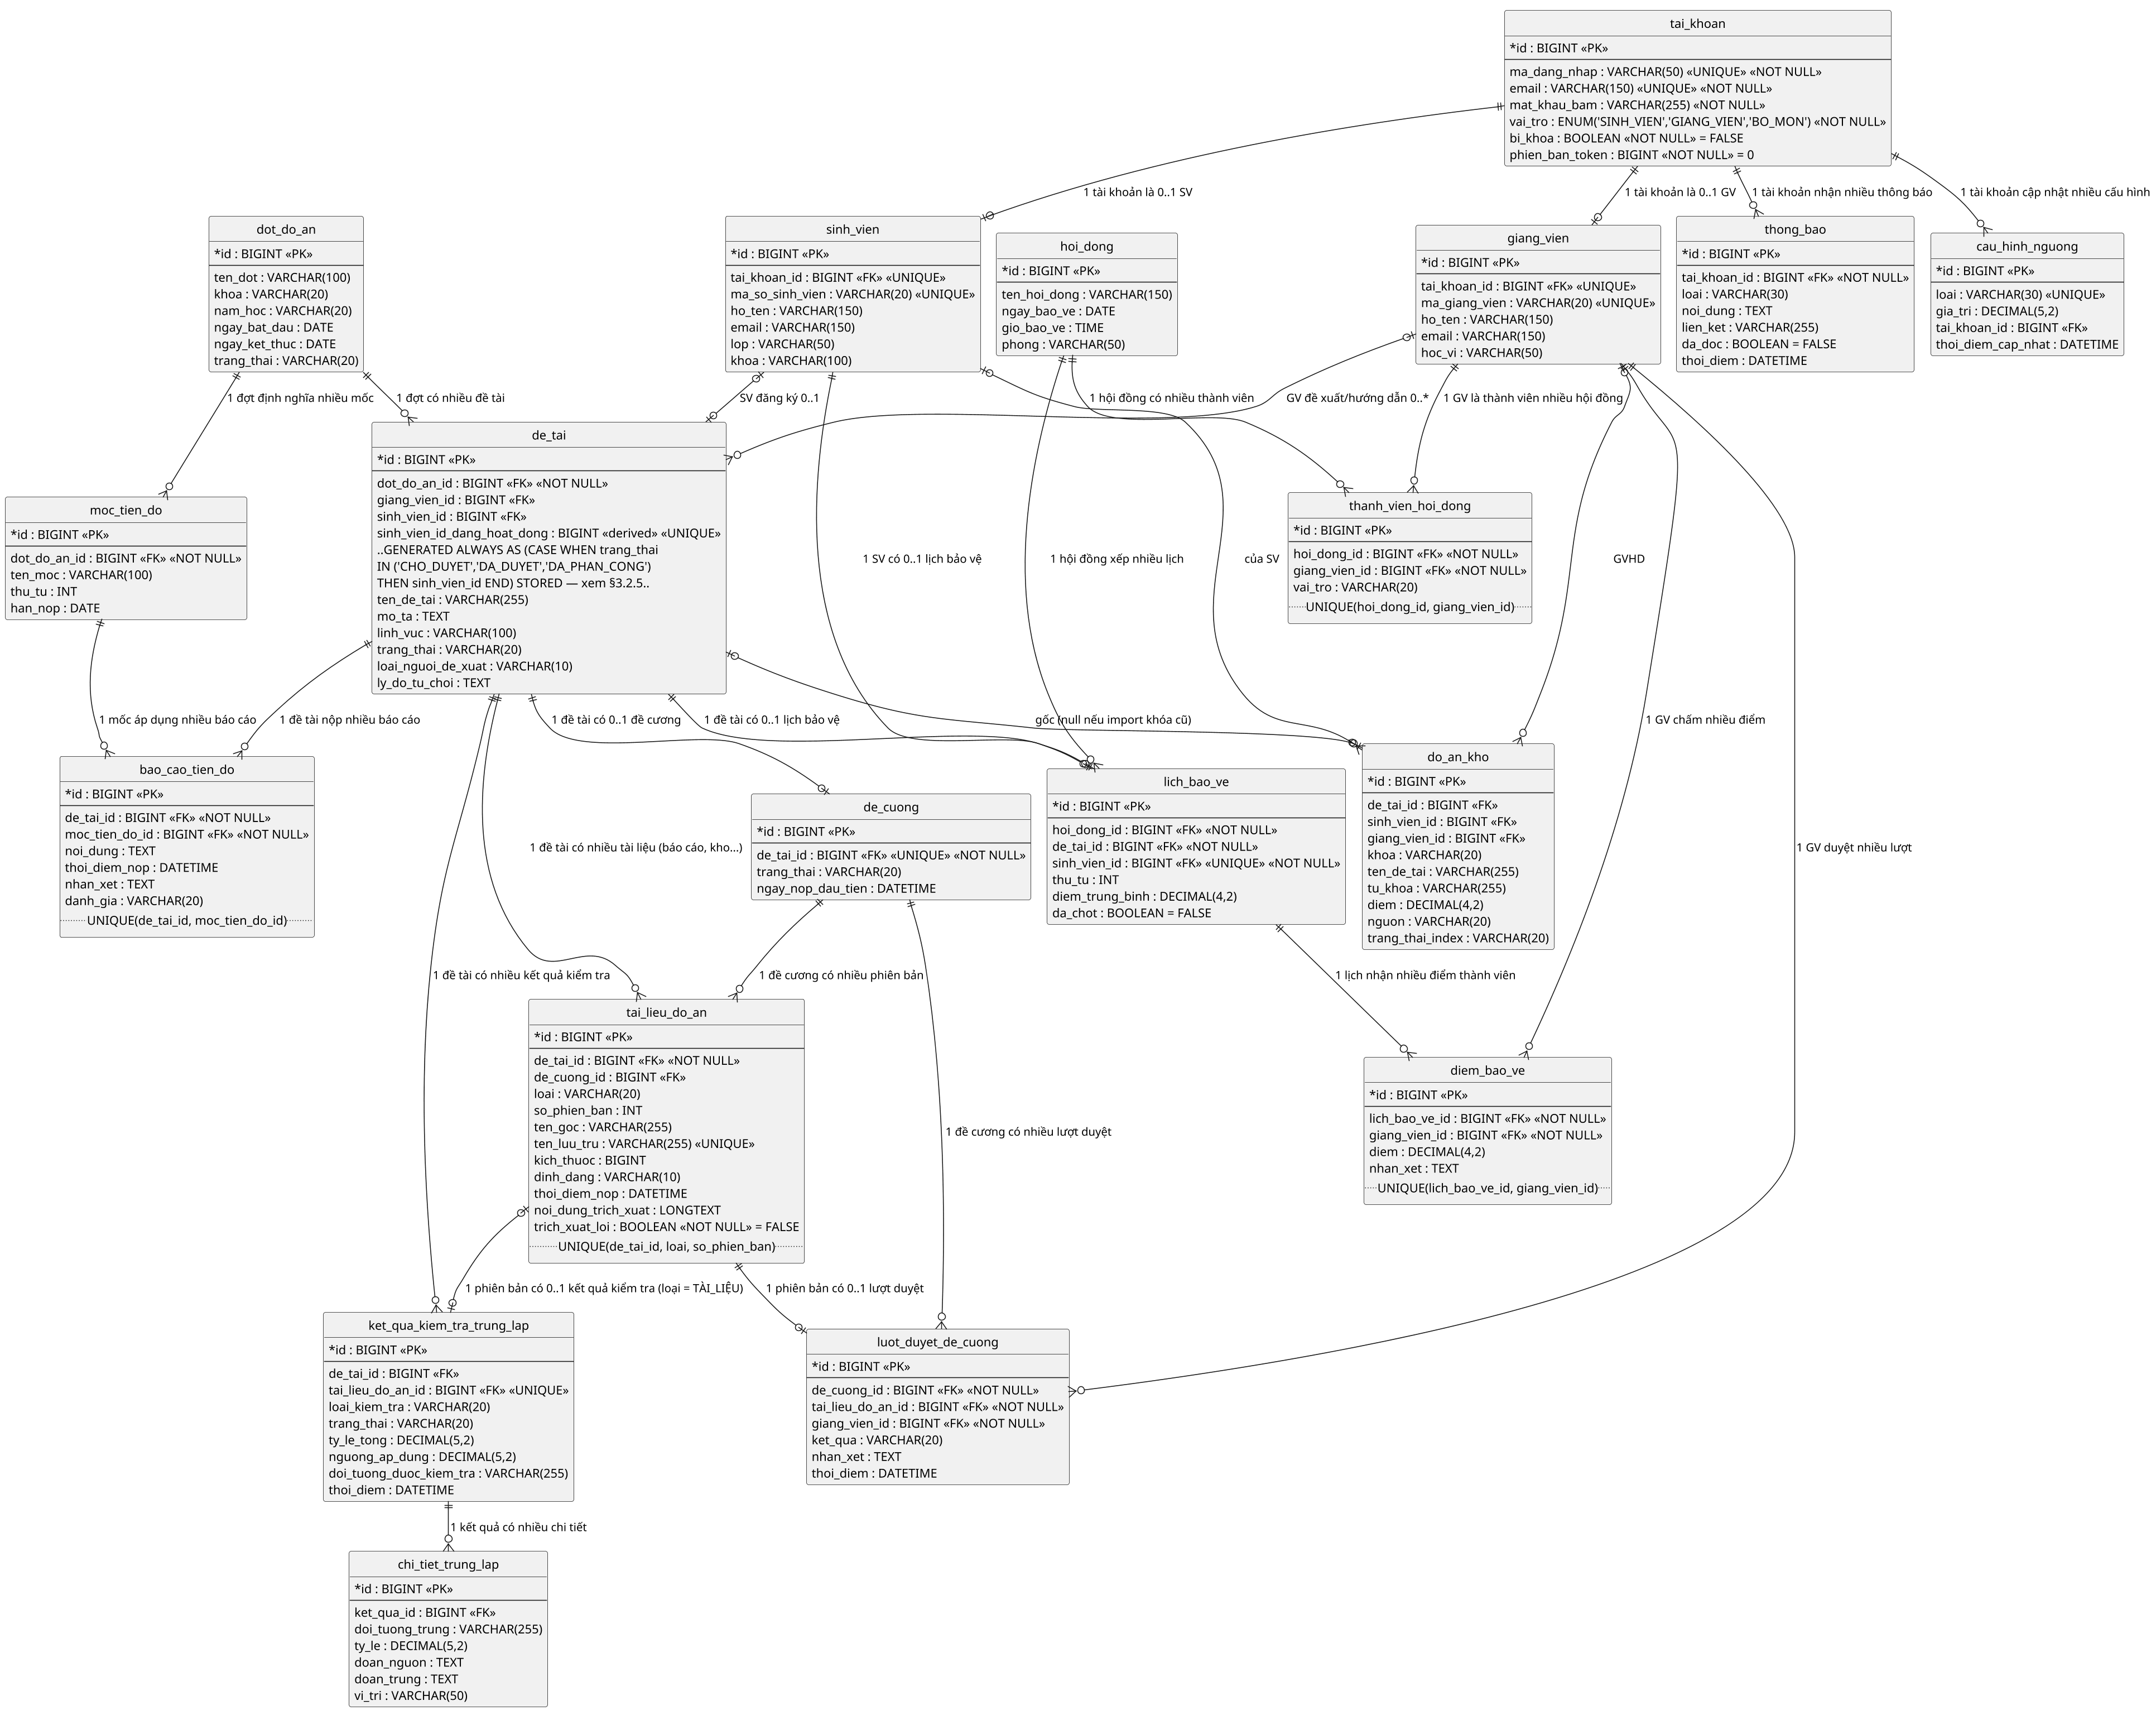 tai_khoan
*id : BIGINT «PK»
ma_dang_nhap : VARCHAR(50) «UNIQUE» «NOT NULL»
email : VARCHAR(150) «UNIQUE» «NOT NULL»
mat_khau_bam : VARCHAR(255) «NOT NULL»
vai_tro : ENUM('SINH_VIEN','GIANG_VIEN','BO_MON') «NOT NULL»
bi_khoa : BOOLEAN «NOT NULL» = FALSE
phien_ban_token : BIGINT «NOT NULL» = 0
1 tài khoản là 0..1 SV
1 tài khoản là 0..1 GV
1 tài khoản nhận nhiều thông báo
1 tài khoản cập nhật nhiều cấu hình
dot_do_an
*id : BIGINT «PK»
ten_dot : VARCHAR(100)
khoa : VARCHAR(20)
nam_hoc : VARCHAR(20)
ngay_bat_dau : DATE
ngay_ket_thuc : DATE
trang_thai : VARCHAR(20)
sinh_vien
*id : BIGINT «PK»
tai_khoan_id : BIGINT «FK» «UNIQUE»
ma_so_sinh_vien : VARCHAR(20) «UNIQUE»
ho_ten : VARCHAR(150)
email : VARCHAR(150)
lop : VARCHAR(50)
khoa : VARCHAR(100)
hoi_dong
*id : BIGINT «PK»
ten_hoi_dong : VARCHAR(150)
ngay_bao_ve : DATE
gio_bao_ve : TIME
phong : VARCHAR(50)
giang_vien
*id : BIGINT «PK»
tai_khoan_id : BIGINT «FK» «UNIQUE»
ma_giang_vien : VARCHAR(20) «UNIQUE»
ho_ten : VARCHAR(150)
email : VARCHAR(150)
hoc_vi : VARCHAR(50)
thong_bao
*id : BIGINT «PK»
tai_khoan_id : BIGINT «FK» «NOT NULL»
loai : VARCHAR(30)
noi_dung : TEXT
lien_ket : VARCHAR(255)
da_doc : BOOLEAN = FALSE
thoi_diem : DATETIME
cau_hinh_nguong
*id : BIGINT «PK»
loai : VARCHAR(30) «UNIQUE»
gia_tri : DECIMAL(5,2)
tai_khoan_id : BIGINT «FK»
thoi_diem_cap_nhat : DATETIME
1 đợt định nghĩa nhiều mốc
1 đợt có nhiều đề tài
SV đăng ký 0..1
1 hội đồng có nhiều thành viên
GV đề xuất/hướng dẫn 0..*
1 GV là thành viên nhiều hội đồng
de_tai
*id : BIGINT «PK»
dot_do_an_id : BIGINT «FK» «NOT NULL»
giang_vien_id : BIGINT «FK»
sinh_vien_id : BIGINT «FK»
sinh_vien_id_dang_hoat_dong : BIGINT «derived» «UNIQUE»
..GENERATED ALWAYS AS (CASE WHEN trang_thai
IN ('CHO_DUYET','DA_DUYET','DA_PHAN_CONG')
THEN sinh_vien_id END) STORED — xem §3.2.5..
ten_de_tai : VARCHAR(255)
mo_ta : TEXT
linh_vuc : VARCHAR(100)
trang_thai : VARCHAR(20)
loai_nguoi_de_xuat : VARCHAR(10)
ly_do_tu_choi : TEXT
moc_tien_do
*id : BIGINT «PK»
dot_do_an_id : BIGINT «FK» «NOT NULL»
ten_moc : VARCHAR(100)
thu_tu : INT
han_nop : DATE
thanh_vien_hoi_dong
*id : BIGINT «PK»
hoi_dong_id : BIGINT «FK» «NOT NULL»
giang_vien_id : BIGINT «FK» «NOT NULL»
vai_tro : VARCHAR(20)
UNIQUE(hoi_dong_id, giang_vien_id)
1 SV có 0..1 lịch bảo vệ
1 hội đồng xếp nhiều lịch
của SV
GVHD
1 mốc áp dụng nhiều báo cáo
1 đề tài nộp nhiều báo cáo
1 đề tài có 0..1 đề cương
1 đề tài có 0..1 lịch bảo vệ
gốc (null nếu import khóa cũ)
1 GV chấm nhiều điểm
bao_cao_tien_do
*id : BIGINT «PK»
de_tai_id : BIGINT «FK» «NOT NULL»
moc_tien_do_id : BIGINT «FK» «NOT NULL»
noi_dung : TEXT
thoi_diem_nop : DATETIME
nhan_xet : TEXT
danh_gia : VARCHAR(20)
UNIQUE(de_tai_id, moc_tien_do_id)
1 đề tài có nhiều tài liệu (báo cáo, kho...)
de_cuong
*id : BIGINT «PK»
de_tai_id : BIGINT «FK» «UNIQUE» «NOT NULL»
trang_thai : VARCHAR(20)
ngay_nop_dau_tien : DATETIME
lich_bao_ve
*id : BIGINT «PK»
hoi_dong_id : BIGINT «FK» «NOT NULL»
de_tai_id : BIGINT «FK» «NOT NULL»
sinh_vien_id : BIGINT «FK» «UNIQUE» «NOT NULL»
thu_tu : INT
diem_trung_binh : DECIMAL(4,2)
da_chot : BOOLEAN = FALSE
do_an_kho
*id : BIGINT «PK»
de_tai_id : BIGINT «FK»
sinh_vien_id : BIGINT «FK»
giang_vien_id : BIGINT «FK»
khoa : VARCHAR(20)
ten_de_tai : VARCHAR(255)
tu_khoa : VARCHAR(255)
diem : DECIMAL(4,2)
nguon : VARCHAR(20)
trang_thai_index : VARCHAR(20)
1 GV duyệt nhiều lượt
1 đề tài có nhiều kết quả kiểm tra
1 đề cương có nhiều phiên bản
1 lịch nhận nhiều điểm thành viên
tai_lieu_do_an
*id : BIGINT «PK»
de_tai_id : BIGINT «FK» «NOT NULL»
de_cuong_id : BIGINT «FK»
loai : VARCHAR(20)
so_phien_ban : INT
ten_goc : VARCHAR(255)
ten_luu_tru : VARCHAR(255) «UNIQUE»
kich_thuoc : BIGINT
dinh_dang : VARCHAR(10)
thoi_diem_nop : DATETIME
noi_dung_trich_xuat : LONGTEXT
trich_xuat_loi : BOOLEAN «NOT NULL» = FALSE
UNIQUE(de_tai_id, loai, so_phien_ban)
1 đề cương có nhiều lượt duyệt
diem_bao_ve
*id : BIGINT «PK»
lich_bao_ve_id : BIGINT «FK» «NOT NULL»
giang_vien_id : BIGINT «FK» «NOT NULL»
diem : DECIMAL(4,2)
nhan_xet : TEXT
UNIQUE(lich_bao_ve_id, giang_vien_id)
1 phiên bản có 0..1 kết quả kiểm tra (loại = TÀI_LIỆU)
1 phiên bản có 0..1 lượt duyệt
ket_qua_kiem_tra_trung_lap
*id : BIGINT «PK»
de_tai_id : BIGINT «FK»
tai_lieu_do_an_id : BIGINT «FK» «UNIQUE»
loai_kiem_tra : VARCHAR(20)
trang_thai : VARCHAR(20)
ty_le_tong : DECIMAL(5,2)
nguong_ap_dung : DECIMAL(5,2)
doi_tuong_duoc_kiem_tra : VARCHAR(255)
thoi_diem : DATETIME
luot_duyet_de_cuong
*id : BIGINT «PK»
de_cuong_id : BIGINT «FK» «NOT NULL»
tai_lieu_do_an_id : BIGINT «FK» «NOT NULL»
giang_vien_id : BIGINT «FK» «NOT NULL»
ket_qua : VARCHAR(20)
nhan_xet : TEXT
thoi_diem : DATETIME
1 kết quả có nhiều chi tiết
chi_tiet_trung_lap
*id : BIGINT «PK»
ket_qua_id : BIGINT «FK»
doi_tuong_trung : VARCHAR(255)
ty_le : DECIMAL(5,2)
doan_nguon : TEXT
doan_trung : TEXT
vi_tri : VARCHAR(50)